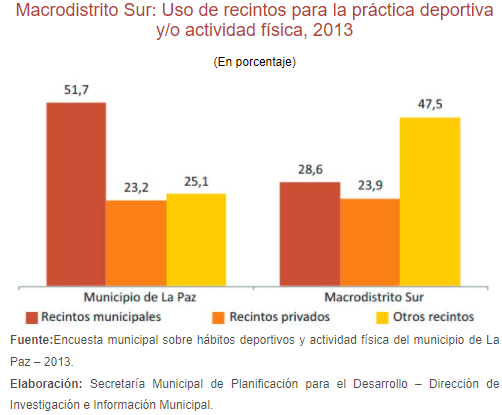 Macrodistrito Sur: Uso de recintos para la práctica deportiva
y/o actividad física, 2013
(En porcentaje)
51,7
23,2
25,1
28,6
23,9
47,5
Municipio de La Paz
Macrodistrito Sur
Recintos municipales
Recintos privados
Otros recintos
Fuente:Encuesta municipal sobre hábitos deportivos y actividad física del municipio de La
Paz – 2013.
Elaboración: Secretaría Municipal de Planificación para el Desarrollo – Dirección de
Investigación e Información Municipal.